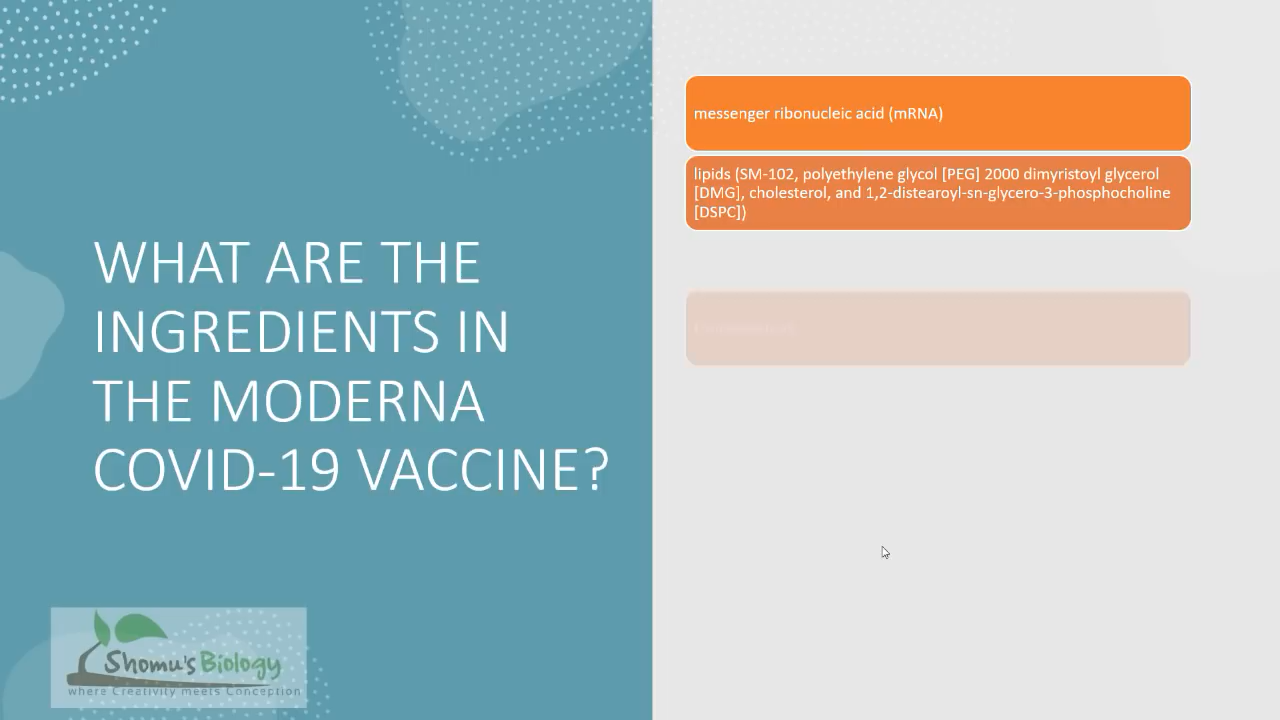 WHAT ARE THE
INGREDIENTS IN
THE MODERNA
COVID-19 VACCINE?
messenger ribonucleic acid (mRNA)
lipids (SM-102, polyethylene glycol [PEG] 2000 dimyristoyl glycerol
[DMG], cholesterol, and 1,2-distearoyl-sn-glycero-3-phosphocholine
[DSPC])
Shomu's Biology
where Creativity meets Conception